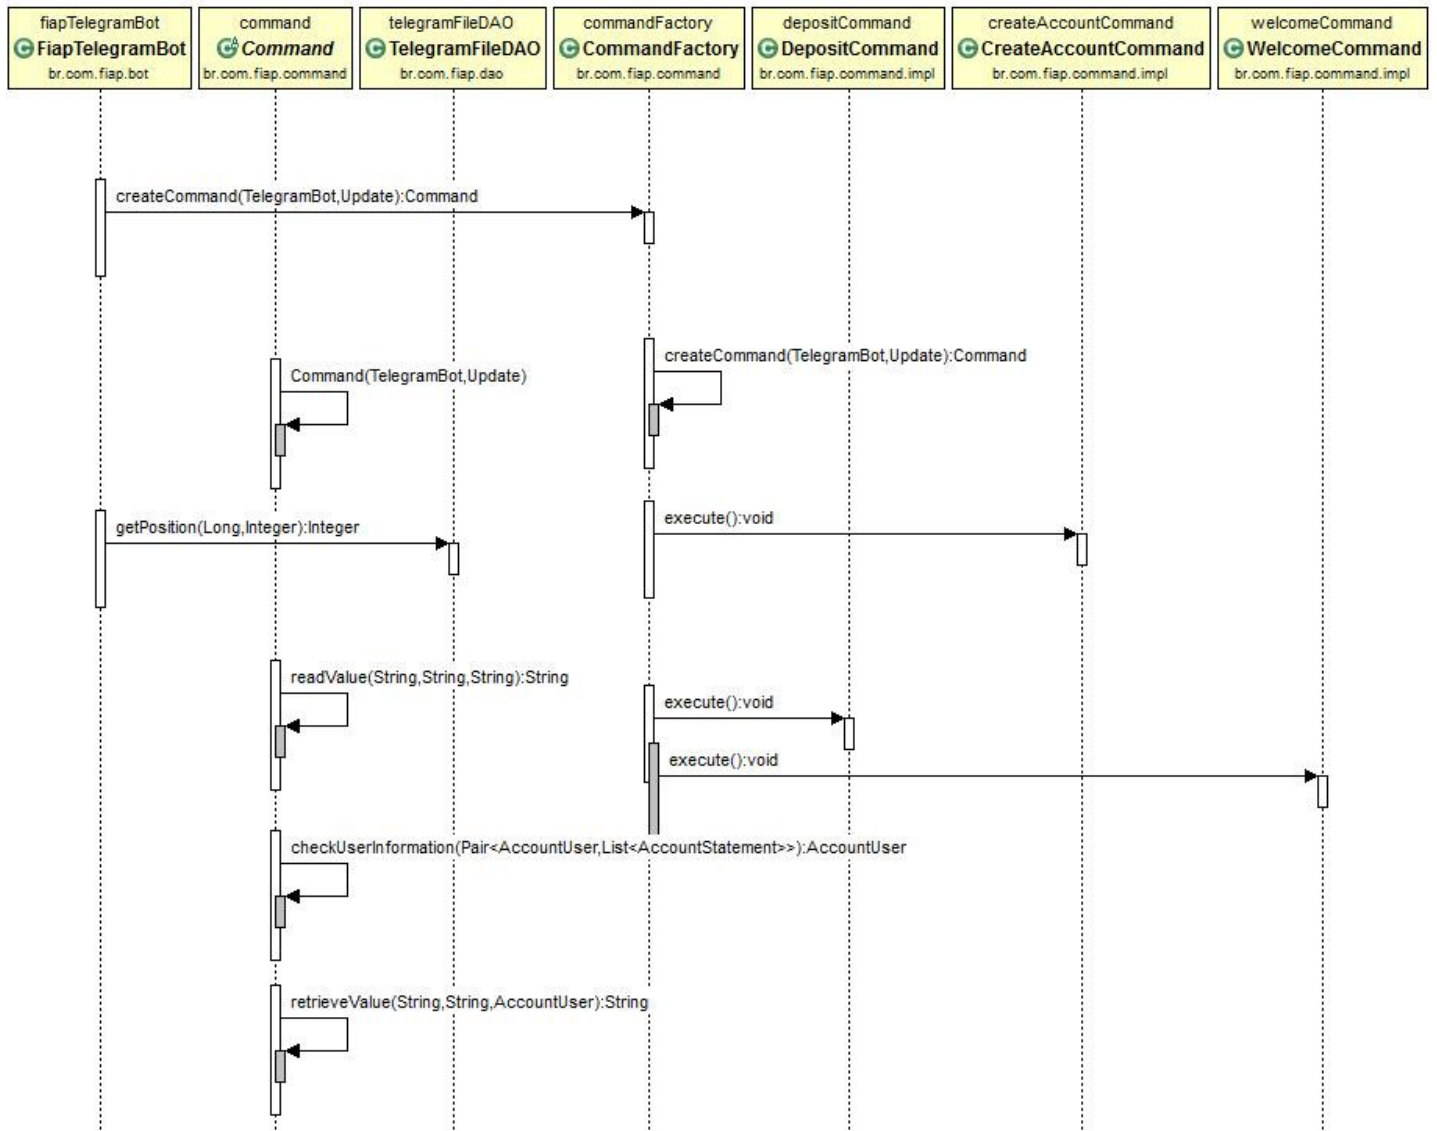 fiapTelegramBot
FiapTelegramBot
br.com.fiap.bot
command
Command
br.com.fiap.command
telegramFileDAO
TelegramFileDAO
br.com.fiap.dao
commandFactory
CommandFactory
br.com.fiap.command
depositCommand
DepositCommand
br.com.fiap.command.impl
createAccountCommand
CreateAccountCommand
br.com.fiap.command.impl
welcomeCommand
WelcomeCommand
br.com.fiap.command.impl
createCommand(TelegramBot,Update):Command
createCommand(TelegramBot,Update):Command
Command(TelegramBot,Update)
execute():void
getPosition(Long,Integer):Integer
readValue(String,String,String):String
execute():void
execute():void
checkUserInformation(Pair<AccountUser,List<AccountStatement>>):AccountUser
retrieveValue(String,String,AccountUser):String